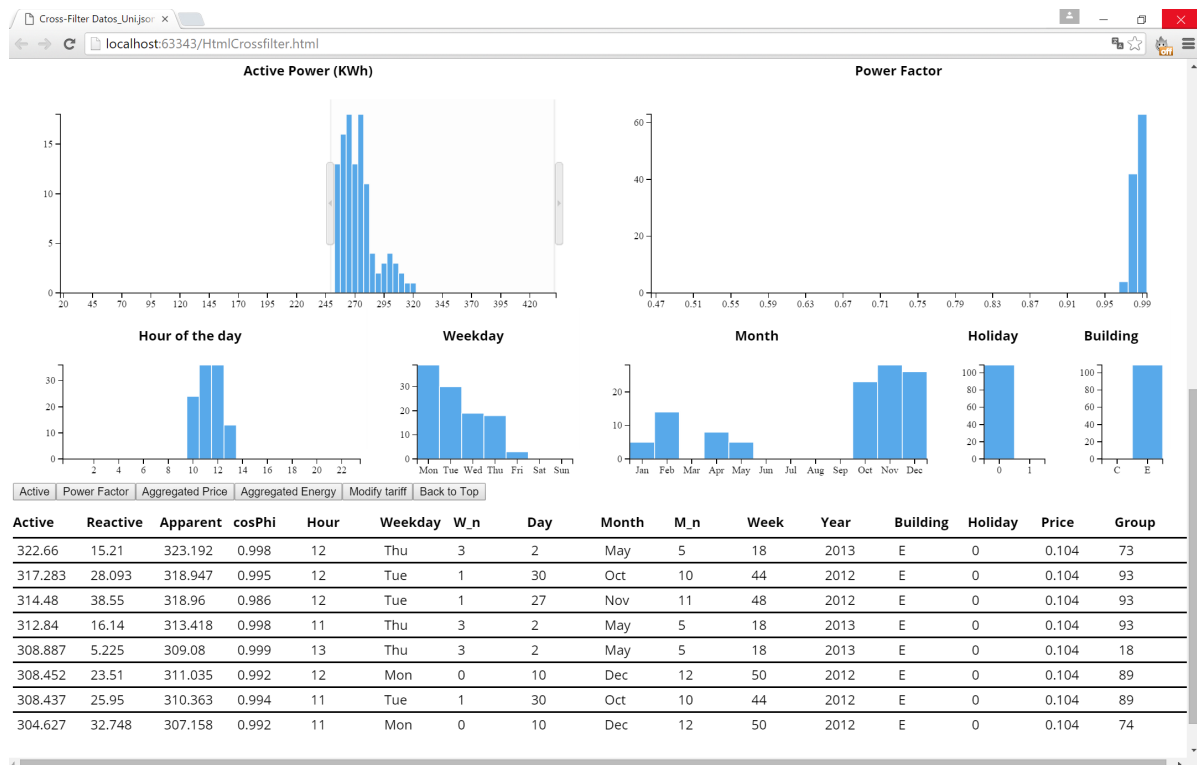 Cross-Filter Datos_Uni.jsor
localhost:63343/HtmlCrossfilter.html
off
Active Power (KWh) Power Factor
15
10
5
0
20 45 70 95 120 145 170 195 220 245 270 295 320 345 370 395 420
60
40
20
0
0.47 0.51 0.55 0.59 0.63 0.67 0.71 0.75 0.79 0.83 0.87 0.91 0.95 0.99
Hour of the day Weekday Month Holiday Building
30
20
10
0
2 4 6 8 10 12 14 16 18 20 22
30
20
10
0
Mon Tue Wed Thu Fri Sat Sun
20
10
0
Jan Feb Mar Apr May Jun Jul Aug Sep Oct Nov Dec
100
80
60
40
20
0
0 1
100
80
60
40
20
0
C E
Active Power Factor Aggregated Price Aggregated Energy Modify tariff Back to Top
Active Reactive Apparent cosPhi Hour Weekday W_n Day Month M_n Week Year Building Holiday Price Group
322.66 15.21 323.192 0.998 12 Thu 3 2 May 5 18 2013 E 0 0.104 73
317.283 28.093 318.947 0.995 12 Tue 1 30 Oct 10 44 2012 E 0 0.104 93
314.48 38.55 318.96 0.986 12 Tue 1 27 Nov 11 48 2012 E 0 0.104 93
312.84 16.14 313.418 0.998 11 Thu 3 2 May 5 18 2013 E 0 0.104 93
308.887 5.225 309.08 0.999 13 Thu 3 2 May 5 18 2013 E 0 0.104 18
308.452 23.51 311.035 0.992 12 Mon 0 10 Dec 12 50 2012 E 0 0.104 89
308.437 25.95 310.363 0.994 11 Tue 1 30 Oct 10 44 2012 E 0 0.104 89
304.627 32.748 307.158 0.992 11 Mon 0 10 Dec 12 50 2012 E 0 0.104 74